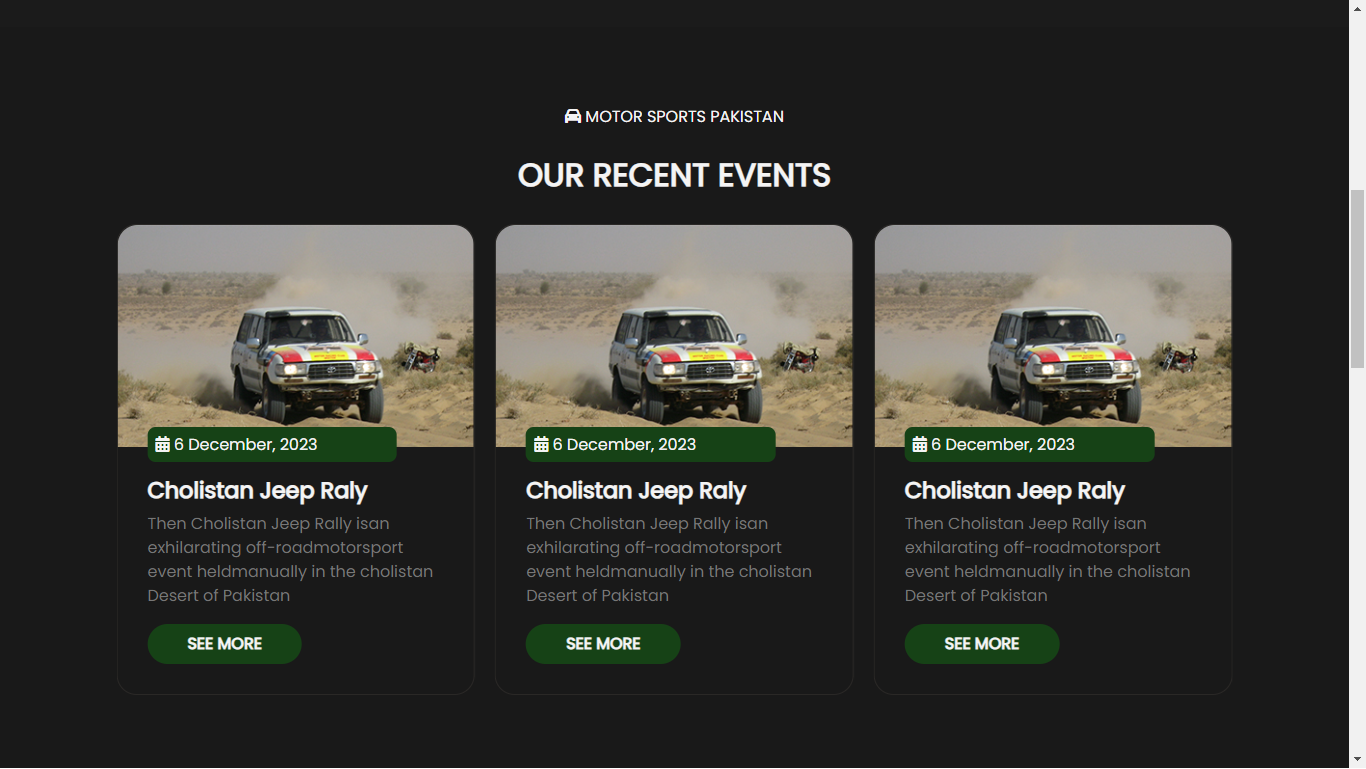 MOTOR SPORTS PAKISTAN
OUR RECENT EVENTS
6 December, 2023
Cholistan Jeep Raly
Then Cholistan Jeep Rally isan
exhilarating off-roadmotorsport
event heldmanually in the cholistan
Desert of Pakistan
SEE MORE
6 December, 2023
Cholistan Jeep Raly
Then Cholistan Jeep Rally isan
exhilarating off-roadmotorsport
event heldmanually in the cholistan
Desert of Pakistan
SEE MORE
6 December, 2023
Cholistan Jeep Raly
Then Cholistan Jeep Rally isan
exhilarating off-roadmotorsport
event heldmanually in the cholistan
Desert of Pakistan
SEE MORE